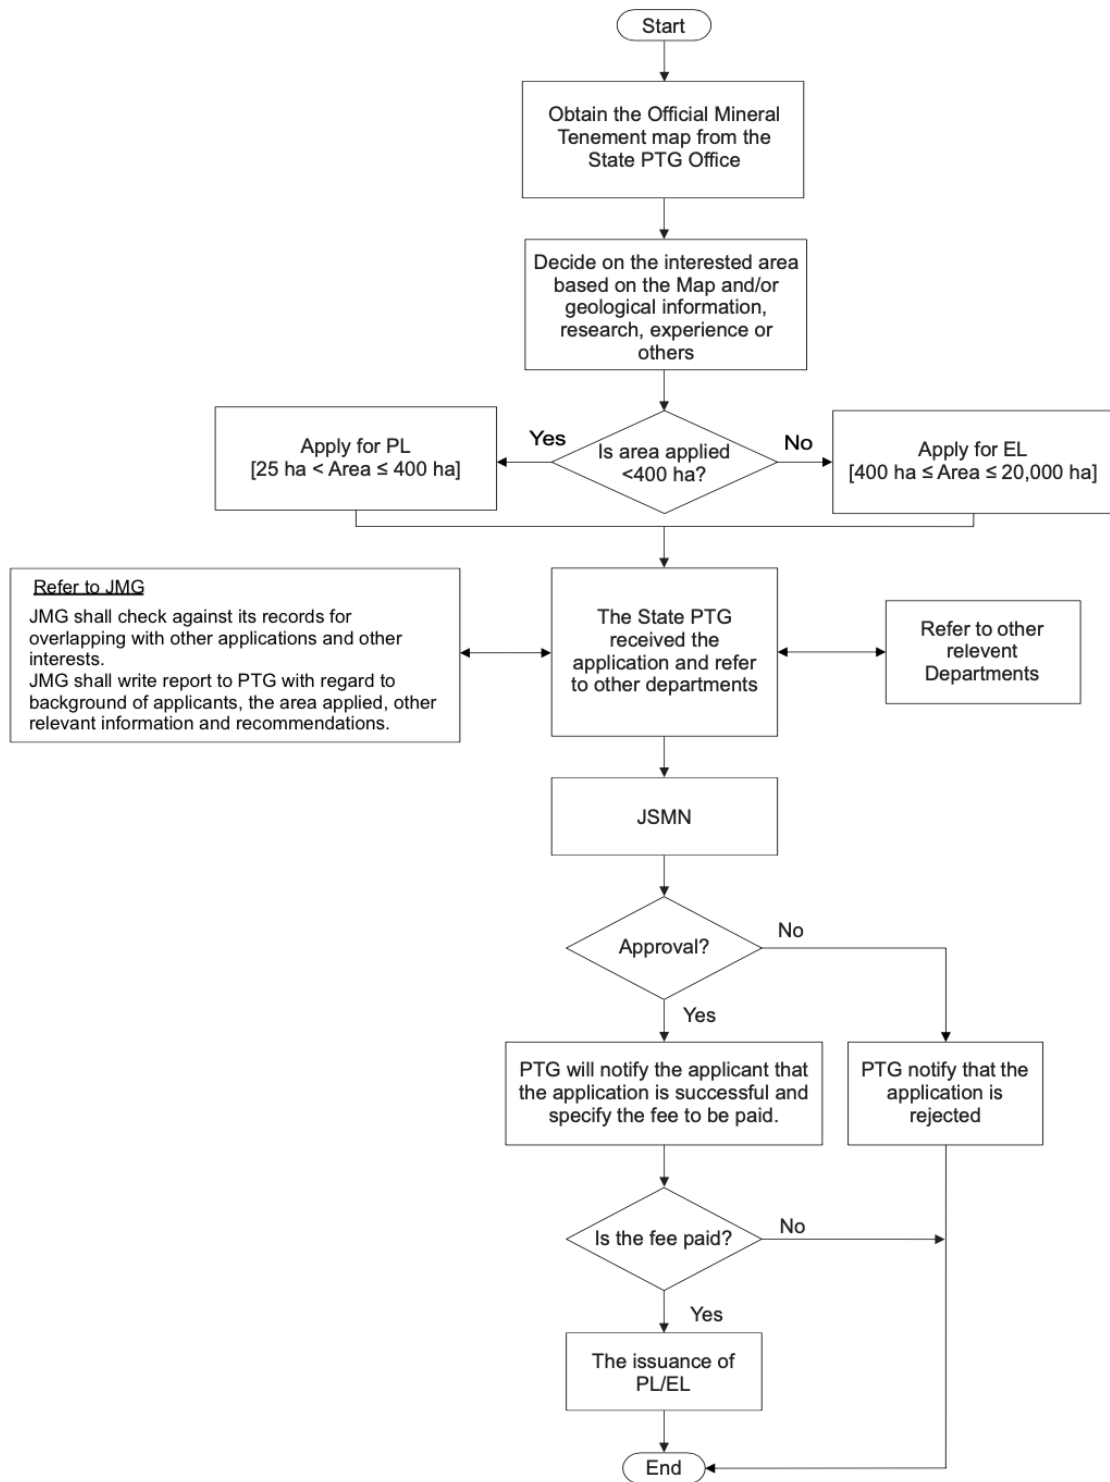 Start
Obtain the Official Mineral
Tenement map from the
State PTG Office
Decide on the interested area
based on the Map and/or
geological information,
research, experience or
others
Is area applied
<400 ha?
Yes
No
Apply for PL
[25 ha < Area ≤ 400 ha]
Apply for EL
[400 ha ≤ Area ≤ 20,000 ha]
Refer to JMG
JMG shall check against its records for
overlapping with other applications and other
interests.
JMG shall write report to PTG with regard to
background of applicants, the area applied, other
relevant information and recommendations.
The State PTG
received the
application and refer
to other departments
Refer to other
relevent
Departments
JSMN
Approval?
No
Yes
PTG will notify the applicant that
the application is successful and
specify the fee to be paid.
PTG notify that the
application is
rejected
Is the fee paid?
No
Yes
The issuance of
PL/EL
End